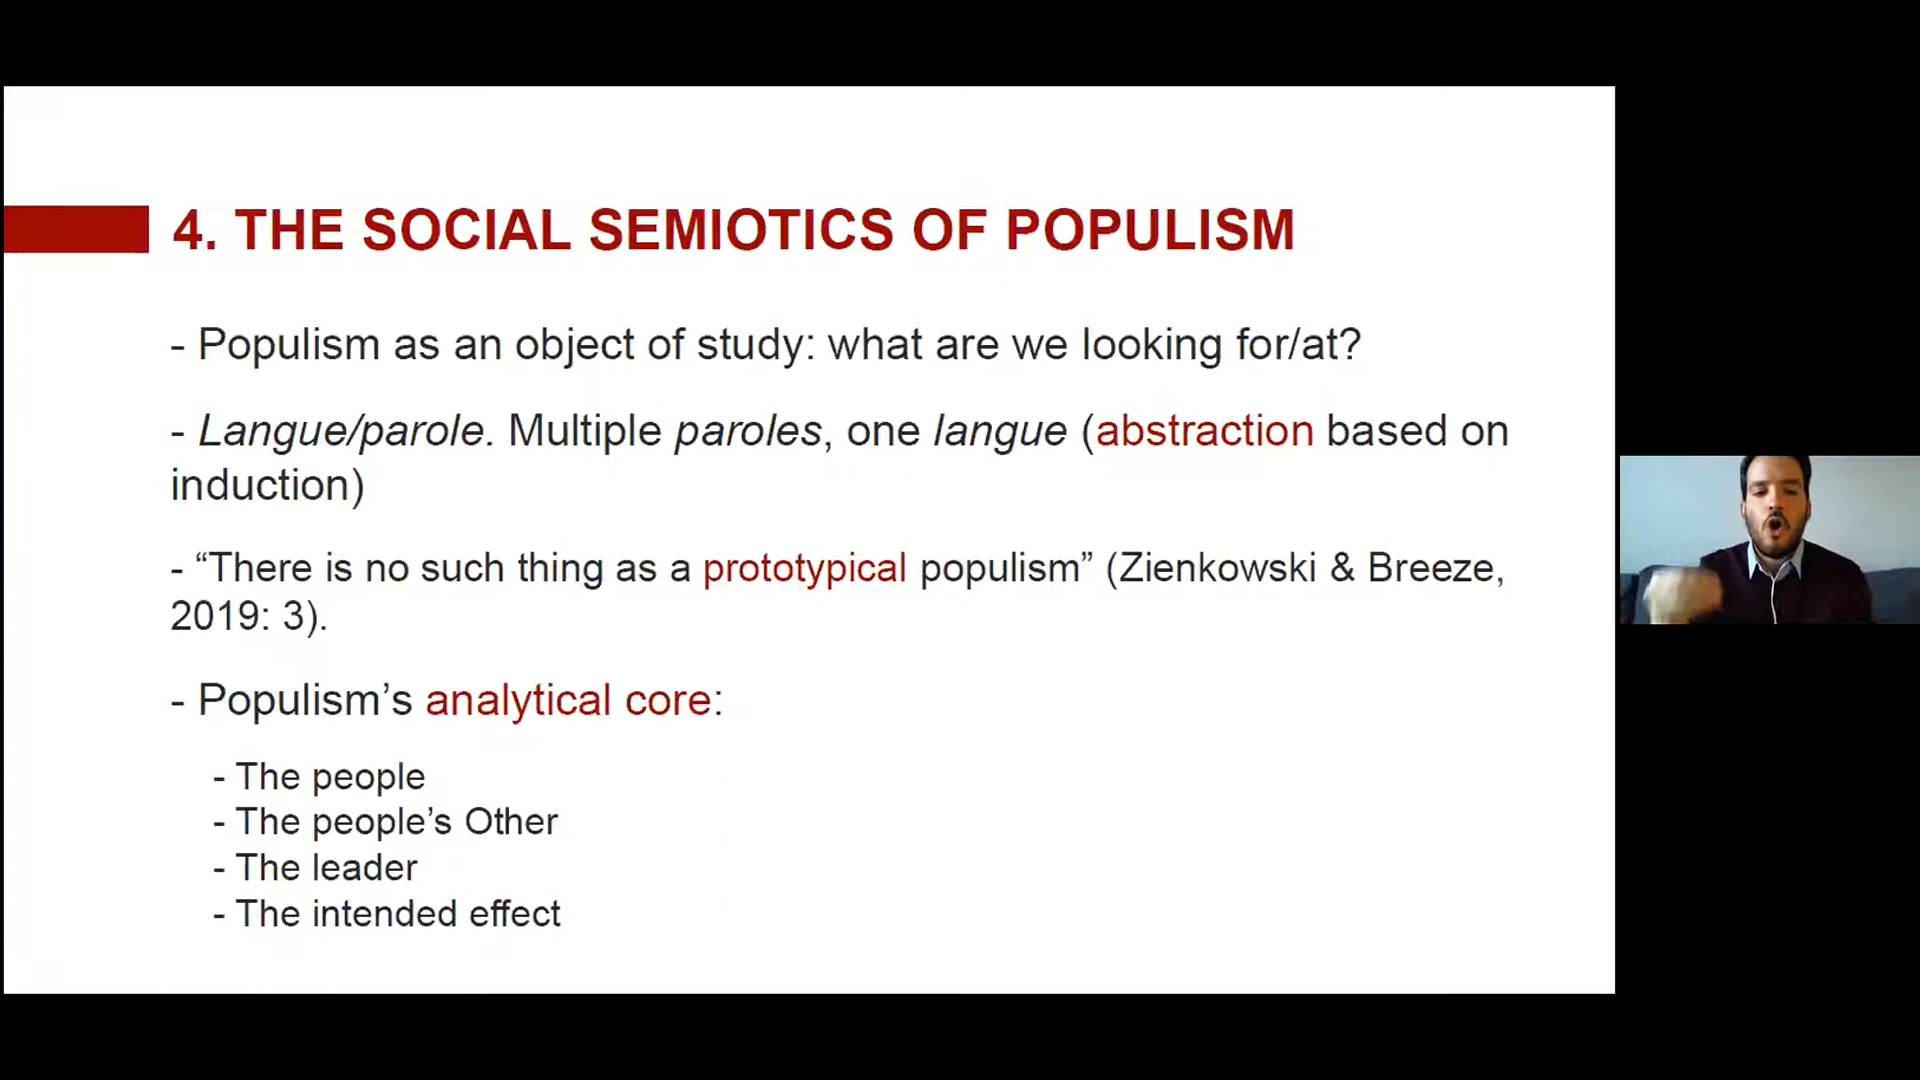 4. THE SOCIAL SEMIOTICS OF POPULISM
- Populism as an object of study: what are we looking for/at?
- Langue/parole. Multiple paroles, one langue (abstraction based on
induction)
- “There is no such thing as a prototypical populism” (Zienkowski & Breeze,
2019: 3).
- Populism’s analytical core:
- The people
- The people’s Other
- The leader
- The intended effect